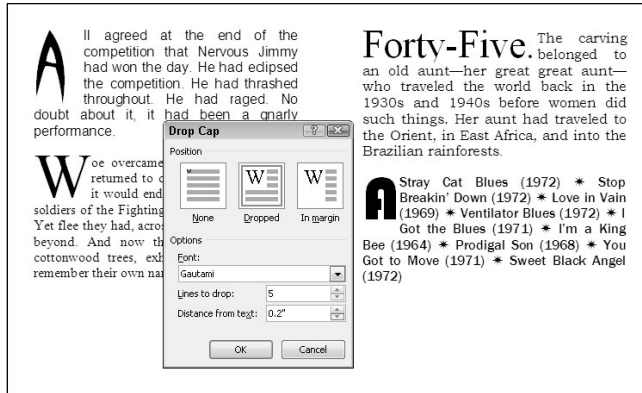 All agreed at the end of the
competition that Nervous Jimmy
had won the day. He had eclipsed
the competition. He had thrashed
throughout. He had raged. No
doubt about it, it had been a gnarly
performance.
Woe overcame
returned to
it would end
soldiers of the Fighting
Yet flee they had, acros
beyond. And now th
cottonwood trees, exh
remember their own nar
Drop Cap
Position
None Dropped In margin
Options
Font:
Gautami
Lines to drop: 5
Distance from text: 0.2"
OK Cancel
Forty-Five. The carving
belonged to
an old aunt—her great great aunt—
who traveled the world back in the
1930s and 1940s before women did
such things. Her aunt had traveled to
the Orient, in East Africa, and into the
Brazilian rainforests.
A Stray Cat Blues (1972) ✴ Stop
Breakin' Down (1972) ✴ Love in Vain
(1969) ✴ Ventilator Blues (1972) ✴ I
Got the Blues (1971) ✴ I'm a King
Bee (1964) ✴ Prodigal Son (1968) ✴ You
Got to Move (1971) ✴ Sweet Black Angel
(1972)